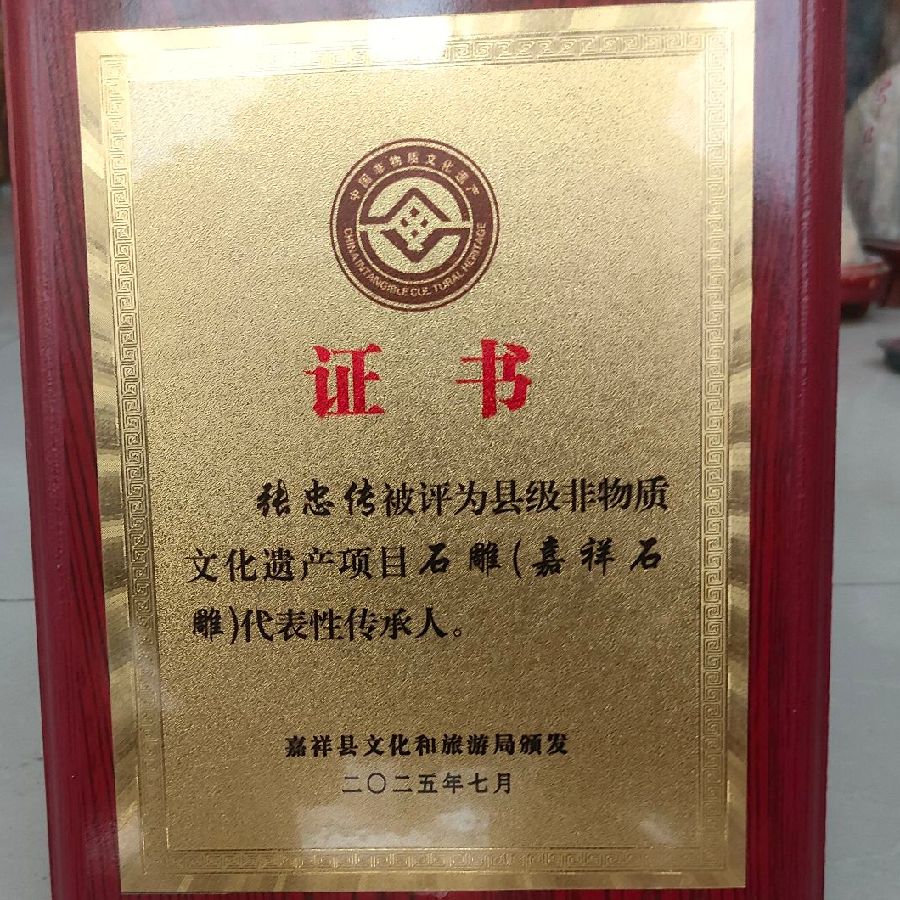 中国非物质文化遗产
CHINA INTANGIBLE CULTURAL HERITAGE
证书
张忠传被评为县级非物质
文化遗产项目石雕(嘉祥石
雕)代表性传承人。
嘉祥县文化和旅游局颁发
二〇二五年七月